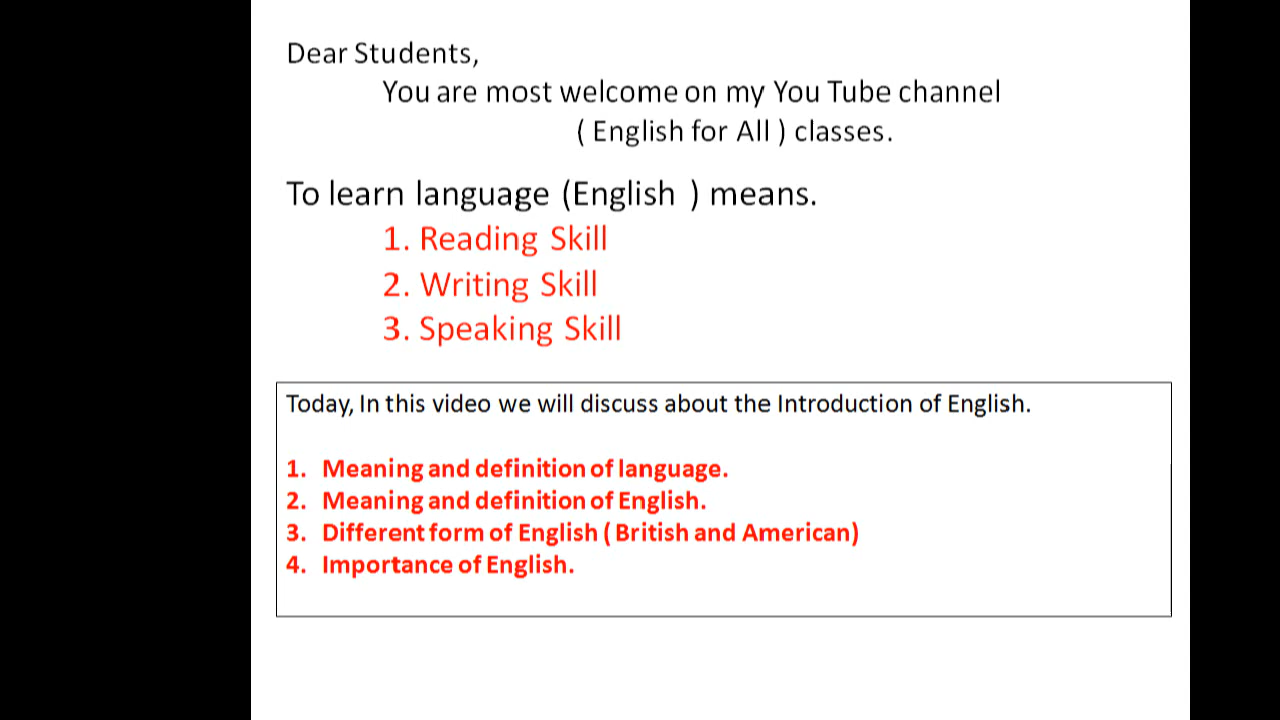 Dear Students,
You are most welcome on my You Tube channel
( English for All ) classes.
To learn language (English ) means.
1. Reading Skill
2. Writing Skill
3. Speaking Skill
Today, In this video we will discuss about the Introduction of English.
1. Meaning and definition of language.
2. Meaning and definition of English.
3. Different form of English ( British and American)
4. Importance of English.